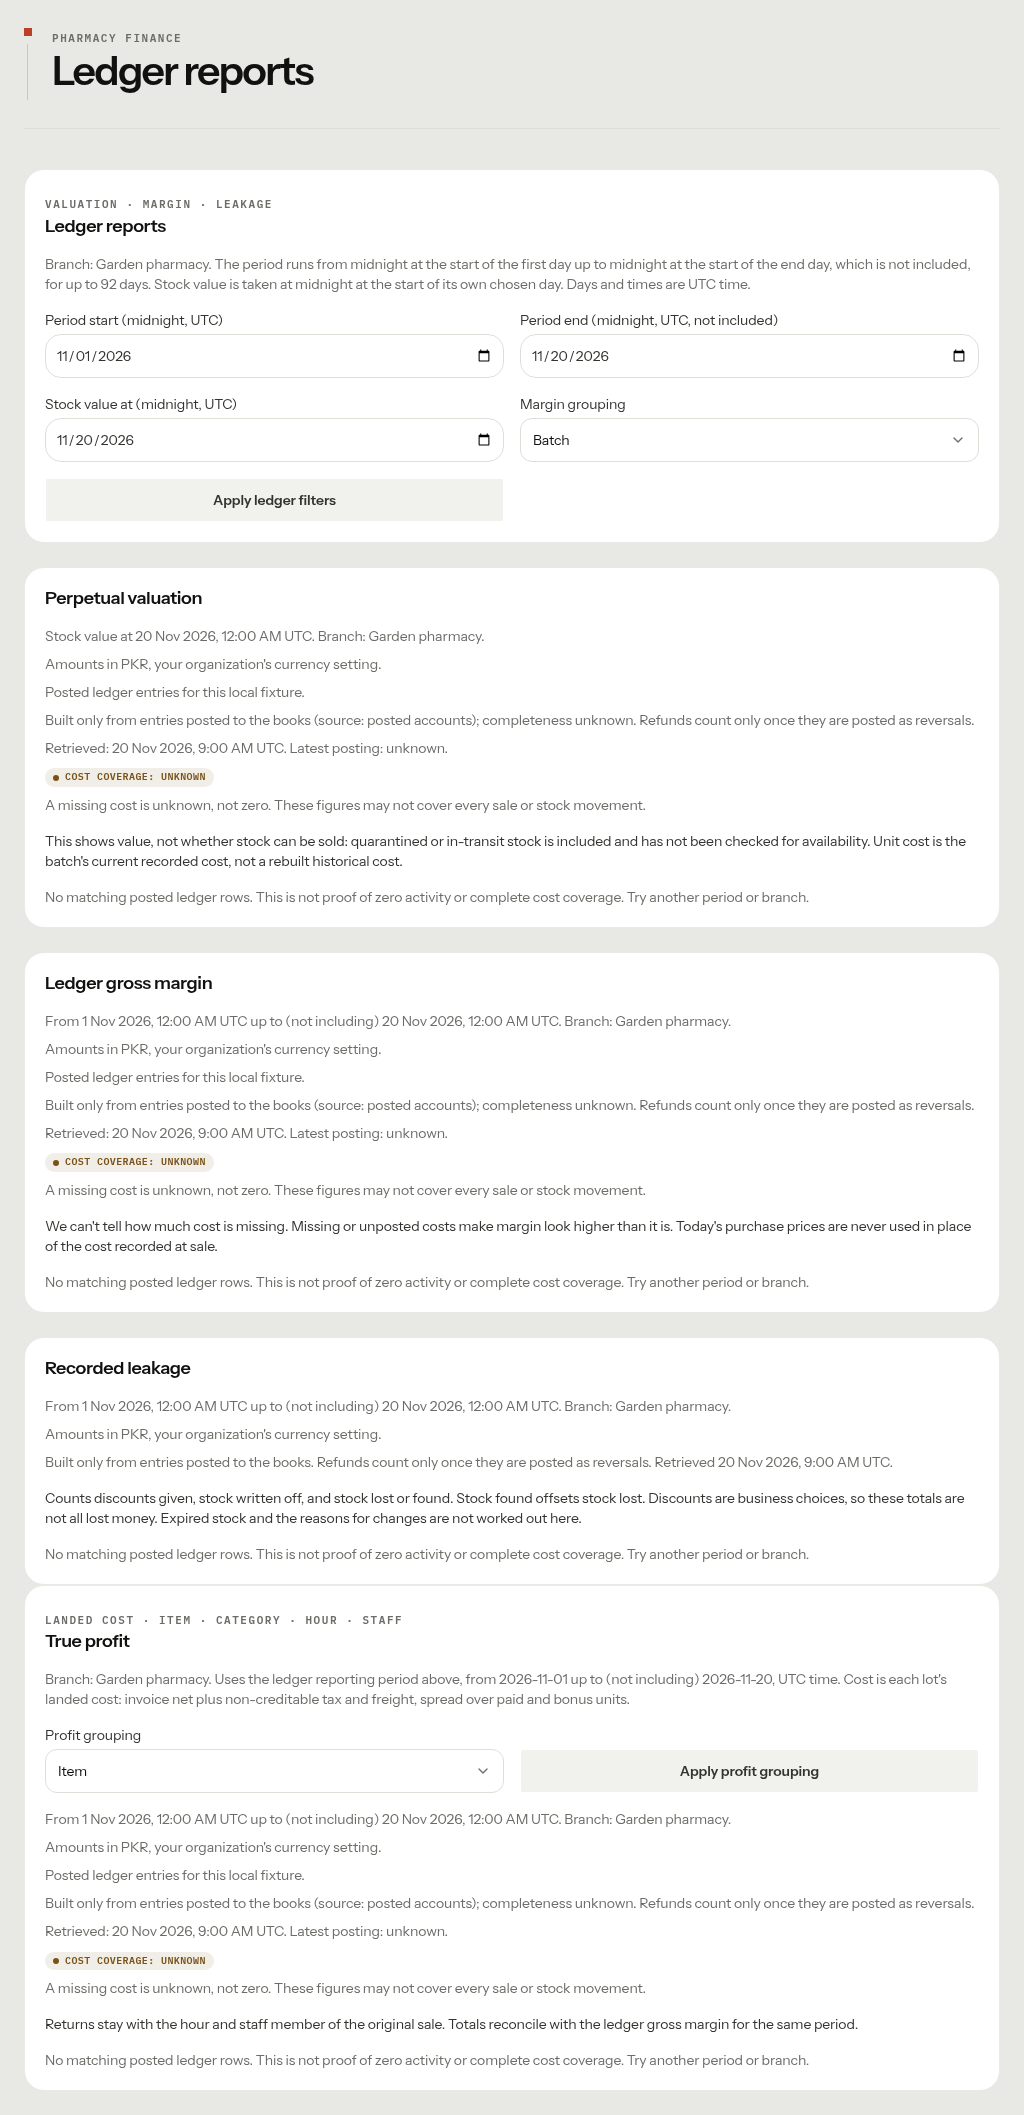 PHARMACY FINANCE
Ledger reports
VALUATION · MARGIN · LEAKAGE
Ledger reports
Branch: Garden pharmacy. The period runs from midnight at the start of the first day up to midnight at the start of the end day, which is not included,
for up to 92 days. Stock value is taken at midnight at the start of its own chosen day. Days and times are UTC time.
Period start (midnight, UTC)
Period end (midnight, UTC, not included)
11/01/2026
11/20/2026
Stock value at (midnight, UTC)
Margin grouping
11/20/2026
Batch
Apply ledger filters
Perpetual valuation
Stock value at 20 Nov 2026, 12:00 AM UTC. Branch: Garden pharmacy.
Amounts in PKR, your organization's currency setting.
Posted ledger entries for this local fixture.
Built only from entries posted to the books (source: posted accounts); completeness unknown. Refunds count only once they are posted as reversals.
Retrieved: 20 Nov 2026, 9:00 AM UTC. Latest posting: unknown.
COST COVERAGE: UNKNOWN
A missing cost is unknown, not zero. These figures may not cover every sale or stock movement.
This shows value, not whether stock can be sold: quarantined or in-transit stock is included and has not been checked for availability. Unit cost is the
batch's current recorded cost, not a rebuilt historical cost.
No matching posted ledger rows. This is not proof of zero activity or complete cost coverage. Try another period or branch.
Ledger gross margin
From 1 Nov 2026, 12:00 AM UTC up to (not including) 20 Nov 2026, 12:00 AM UTC. Branch: Garden pharmacy.
Amounts in PKR, your organization's currency setting.
Posted ledger entries for this local fixture.
Built only from entries posted to the books (source: posted accounts); completeness unknown. Refunds count only once they are posted as reversals.
Retrieved: 20 Nov 2026, 9:00 AM UTC. Latest posting: unknown.
COST COVERAGE: UNKNOWN
A missing cost is unknown, not zero. These figures may not cover every sale or stock movement.
We can't tell how much cost is missing. Missing or unposted costs make margin look higher than it is. Today's purchase prices are never used in place
of the cost recorded at sale.
No matching posted ledger rows. This is not proof of zero activity or complete cost coverage. Try another period or branch.
Recorded leakage
From 1 Nov 2026, 12:00 AM UTC up to (not including) 20 Nov 2026, 12:00 AM UTC. Branch: Garden pharmacy.
Amounts in PKR, your organization's currency setting.
Built only from entries posted to the books. Refunds count only once they are posted as reversals. Retrieved 20 Nov 2026, 9:00 AM UTC.
Counts discounts given, stock written off, and stock lost or found. Stock found offsets stock lost. Discounts are business choices, so these totals are
not all lost money. Expired stock and the reasons for changes are not worked out here.
No matching posted ledger rows. This is not proof of zero activity or complete cost coverage. Try another period or branch.
LANDED COST · ITEM · CATEGORY · HOUR · STAFF
True profit
Branch: Garden pharmacy. Uses the ledger reporting period above, from 2026-11-01 up to (not including) 2026-11-20, UTC time. Cost is each lot's
landed cost: invoice net plus non-creditable tax and freight, spread over paid and bonus units.
Profit grouping
Item
Apply profit grouping
From 1 Nov 2026, 12:00 AM UTC up to (not including) 20 Nov 2026, 12:00 AM UTC. Branch: Garden pharmacy.
Amounts in PKR, your organization's currency setting.
Posted ledger entries for this local fixture.
Built only from entries posted to the books (source: posted accounts); completeness unknown. Refunds count only once they are posted as reversals.
Retrieved: 20 Nov 2026, 9:00 AM UTC. Latest posting: unknown.
COST COVERAGE: UNKNOWN
A missing cost is unknown, not zero. These figures may not cover every sale or stock movement.
Returns stay with the hour and staff member of the original sale. Totals reconcile with the ledger gross margin for the same period.
No matching posted ledger rows. This is not proof of zero activity or complete cost coverage. Try another period or branch.